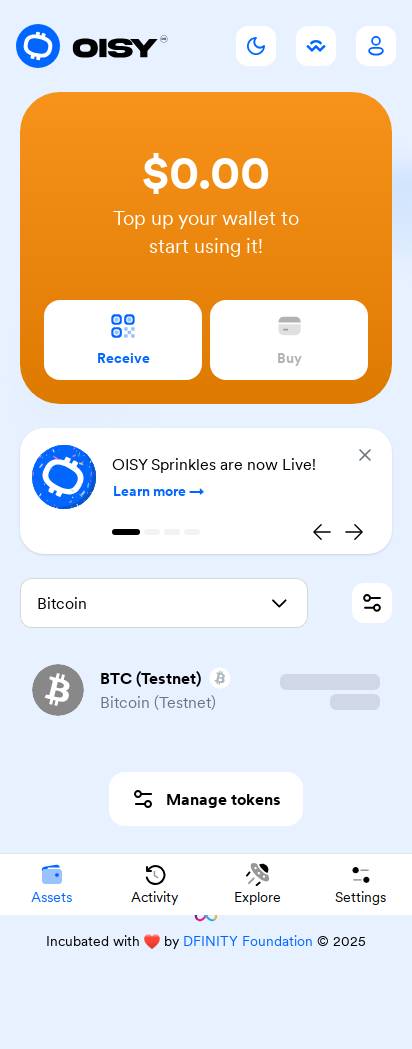 OISY
$0.00
Top up your wallet to
start using it!
Receive
Buy
OISY Sprinkles are now Live!
Learn more →
Bitcoin
BTC (Testnet)
Bitcoin (Testnet)
Manage tokens
Assets
Activity
Explore
Settings
Incubated with ❤️ by DFINITY Foundation © 2025